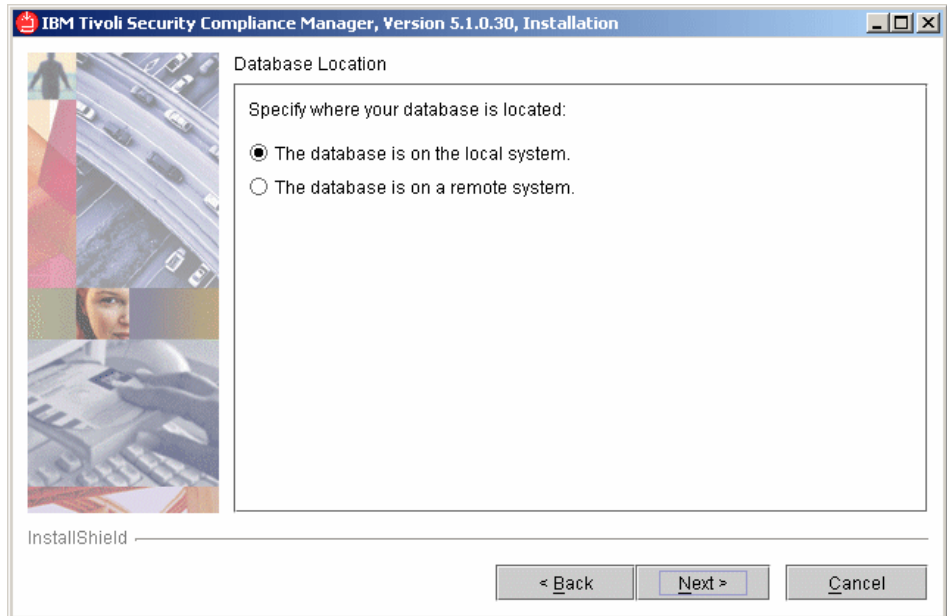 IBM Tivoli Security Compliance Manager, Version 5.1.0.30, Installation
Database Location
Specify where your database is located:
The database is on the local system.
The database is on a remote system.
InstallShield
< Back
Next >
Cancel